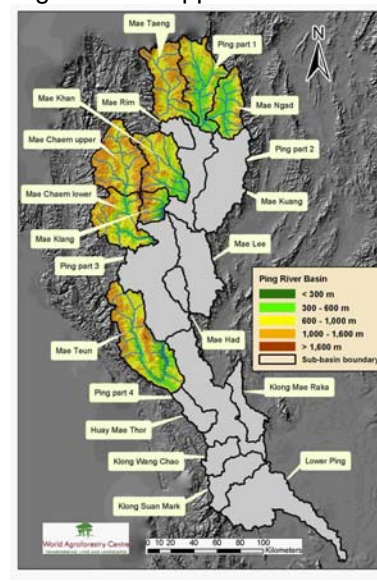 Mae Taeng
Ping part 1
Mae Khan
Mae Rim
Mae Ngad
Mae Chaem upper
Ping part 2
Mae Chaem lower
Mae Kuang
Mae Klang
Mae Lee
Ping part 3
Ping River Basin
< 300 m
300 - 600 m
600 - 1,000 m
1,000 - 1,600 m
> 1,600 m
Sub-basin boundary
Mae Teun
Mae Had
Ping part 4
Klong Mae Raka
Huay Mae Thor
Klong Wang Chao
Lower Ping
Klong Suan Mark
N
World Agroforestry Centre
TRANSFORMING LIVES AND LANDSCAPES
0 10 20 40 60 80 100
Kilometers